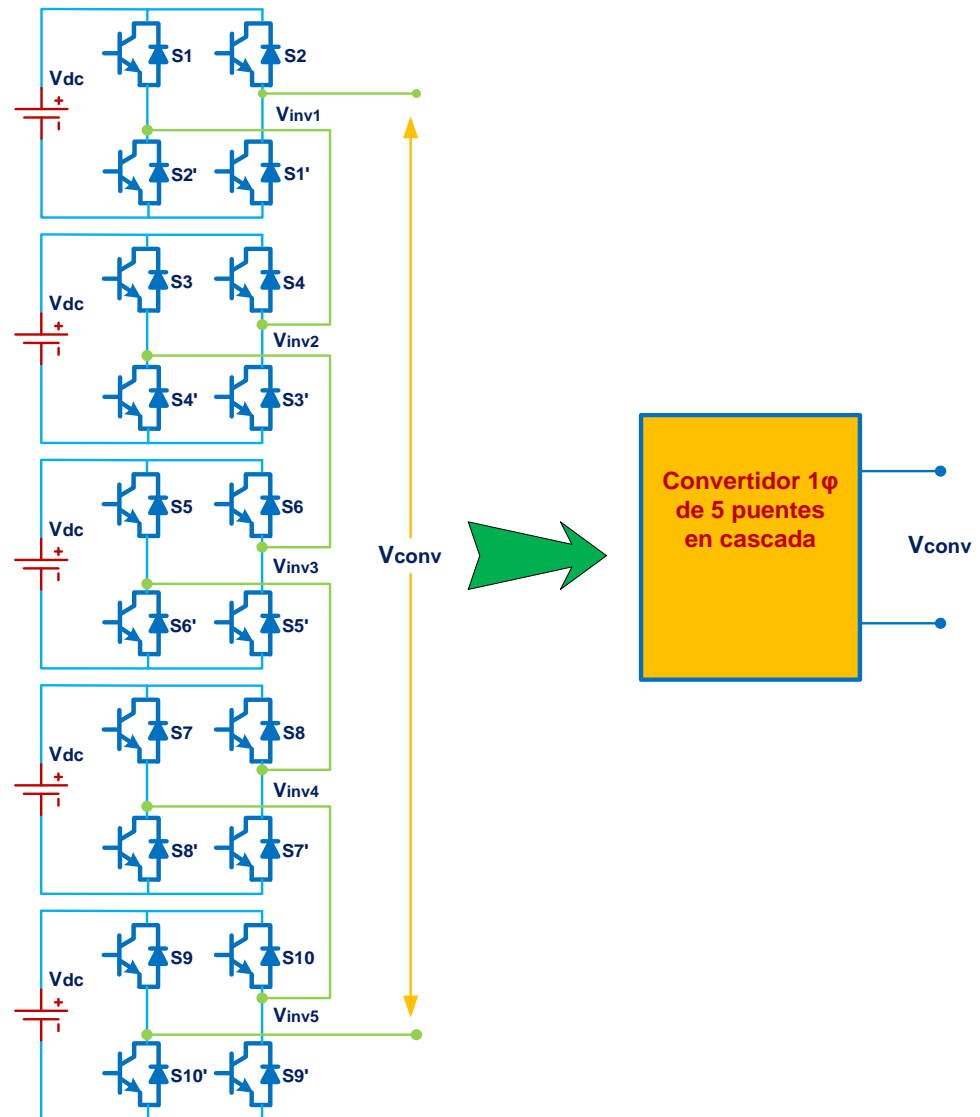 S1 S2
Vdc
+
Vinv1
S2' S1'
S3 S4
Vdc
+
Vinv2
S4' S3'
S5 S6
Vdc
+
Vinv3
S6' S5'
S7 S8
Vdc
+
Vinv4
S8' S7'
S9 S10
Vdc
+
Vinv5
S10' S9'
Vconv
Convertidor 1φ
de 5 puentes
en cascada
Vconv